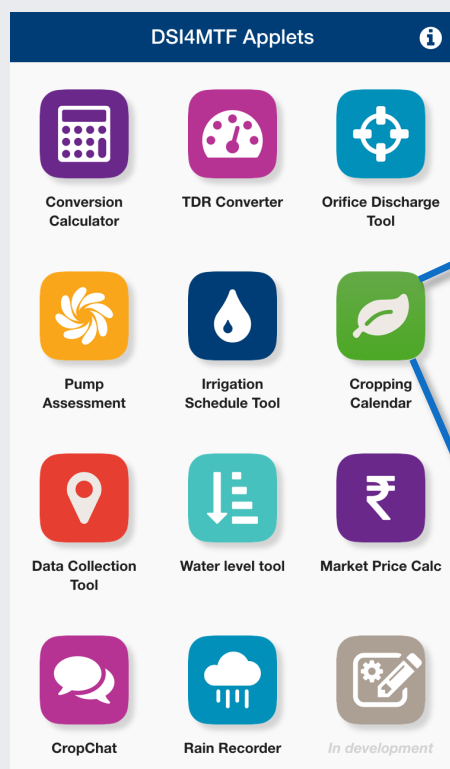 DSI4MTF Applets
Conversion
Calculator
TDR Converter
Orifice Discharge
Tool
Pump
Assessment
Irrigation
Schedule Tool
Cropping
Calendar
Data Collection
Tool
Water level tool
₹
Market Price Calc
CropChat
Rain Recorder
In development